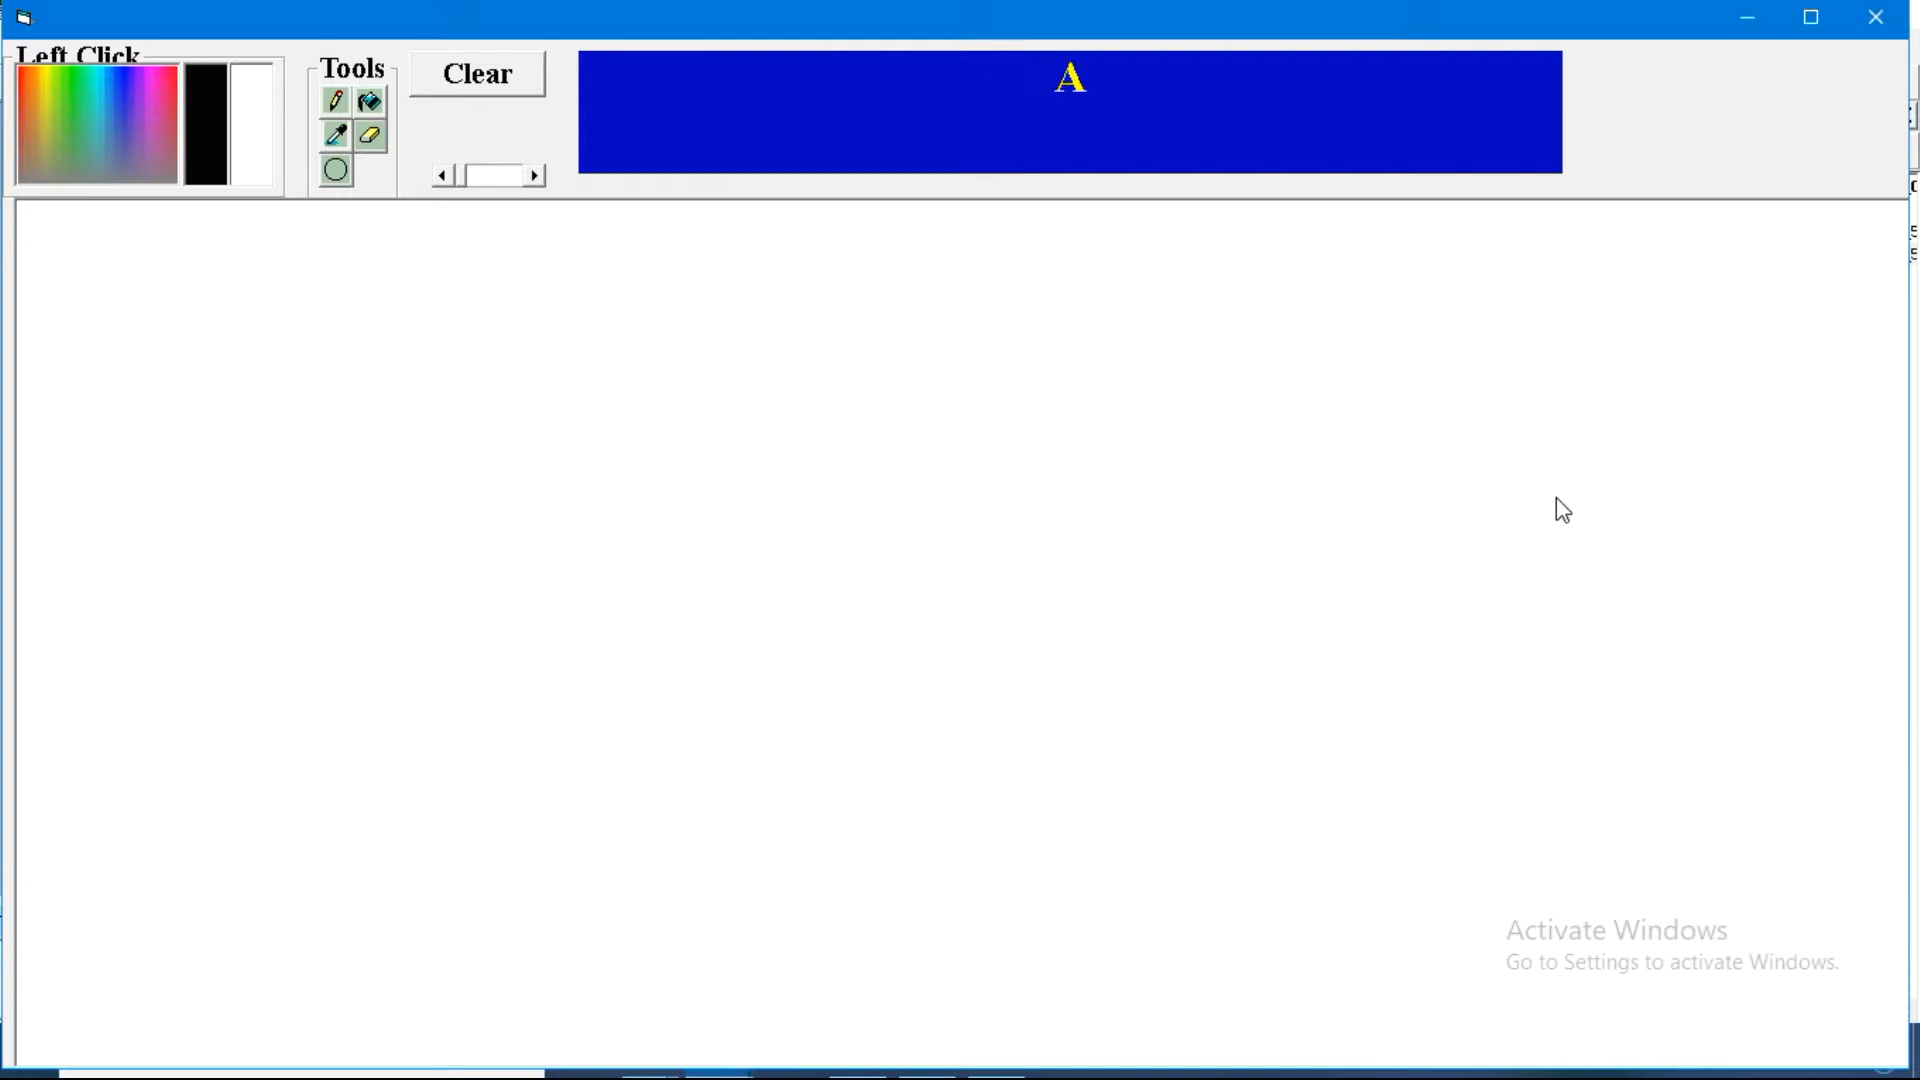 Left Click
Tools
Clear
A
Activate Windows
Go to Settings to activate Windows.